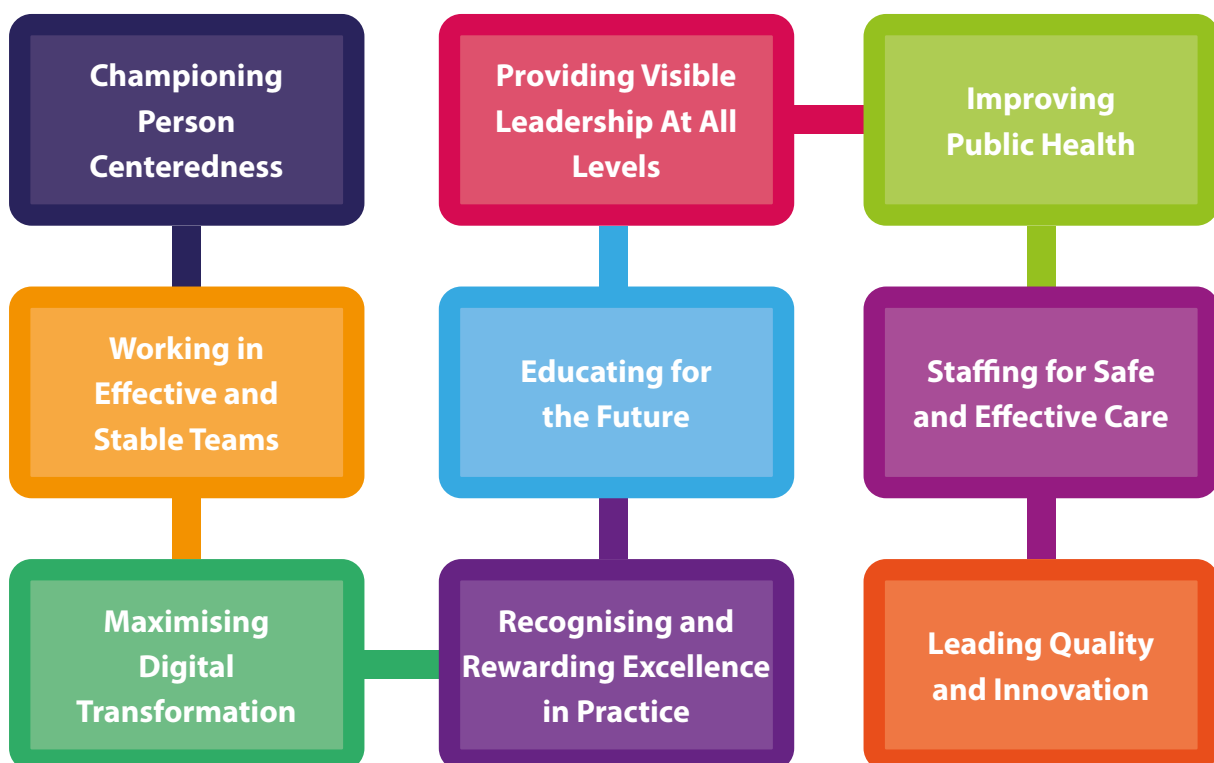 Championing
Person
Centeredness
Providing Visible
Leadership At All
Levels
Improving
Public Health
Working in
Effective and
Stable Teams
Educating for
the Future
Staffing for Safe
and Effective Care
Maximising
Digital
Transformation
Recognising and
Rewarding Excellence
in Practice
Leading Quality
and Innovation